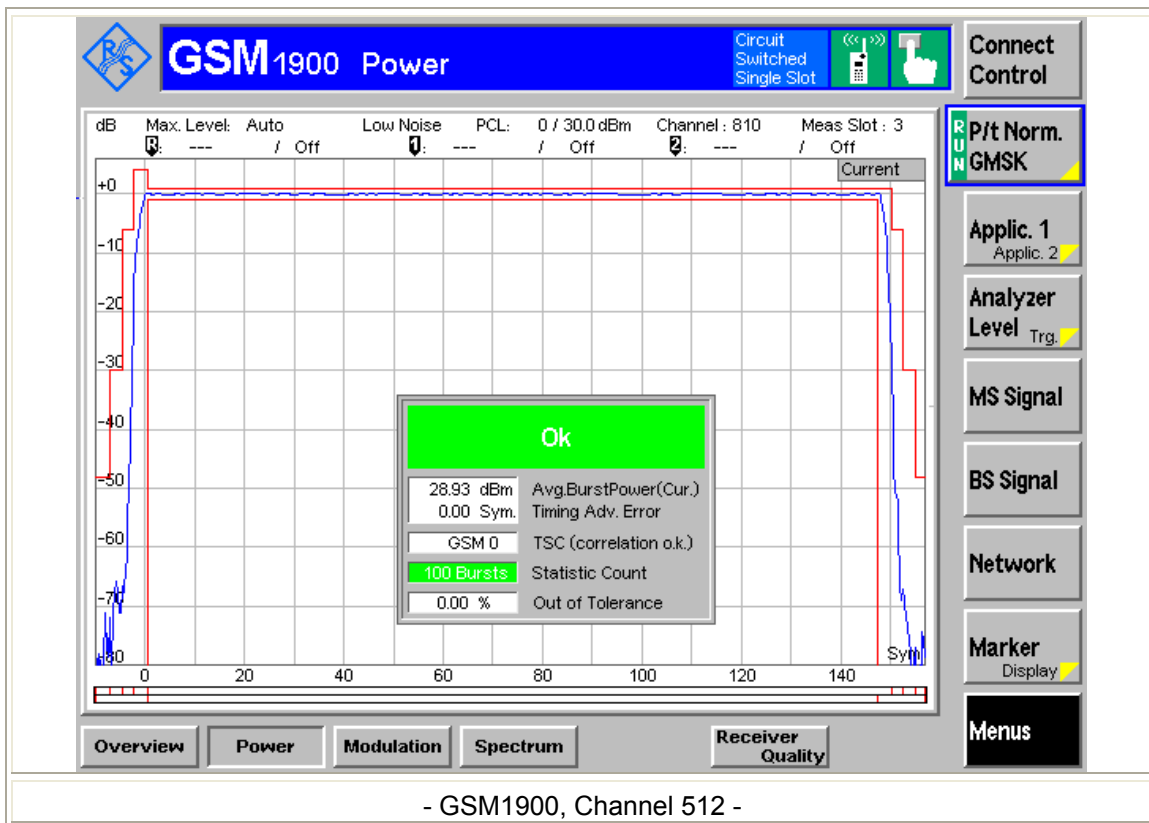 R S
GSM1900 Power
Circuit
Switched
Single Slot
Connect
Control
dB Max. Level: Auto Low Noise PCL: 0 / 30.0 dBm Channel : 810 Meas Slot : 3
R: --- / Off 1: --- / Off 2: --- / Off
Current
+0
-10
-20
-30
-40
-50
-60
-70
-80
Ok
28.93 dBm Avg.BurstPower(Cur.)
0.00 Sym. Timing Adv. Error
GSM 0 TSC (correlation o.k.)
100 Bursts Statistic Count
0.00 % Out of Tolerance
Sym
0 20 40 60 80 100 120 140
RUN
P/t Norm.
GMSK
Applic. 1
Applic. 2
Analyzer
Level Trg.
MS Signal
BS Signal
Network
Marker
Display
Menus
Overview Power Modulation Spectrum Receiver
Quality
- GSM1900, Channel 512 -